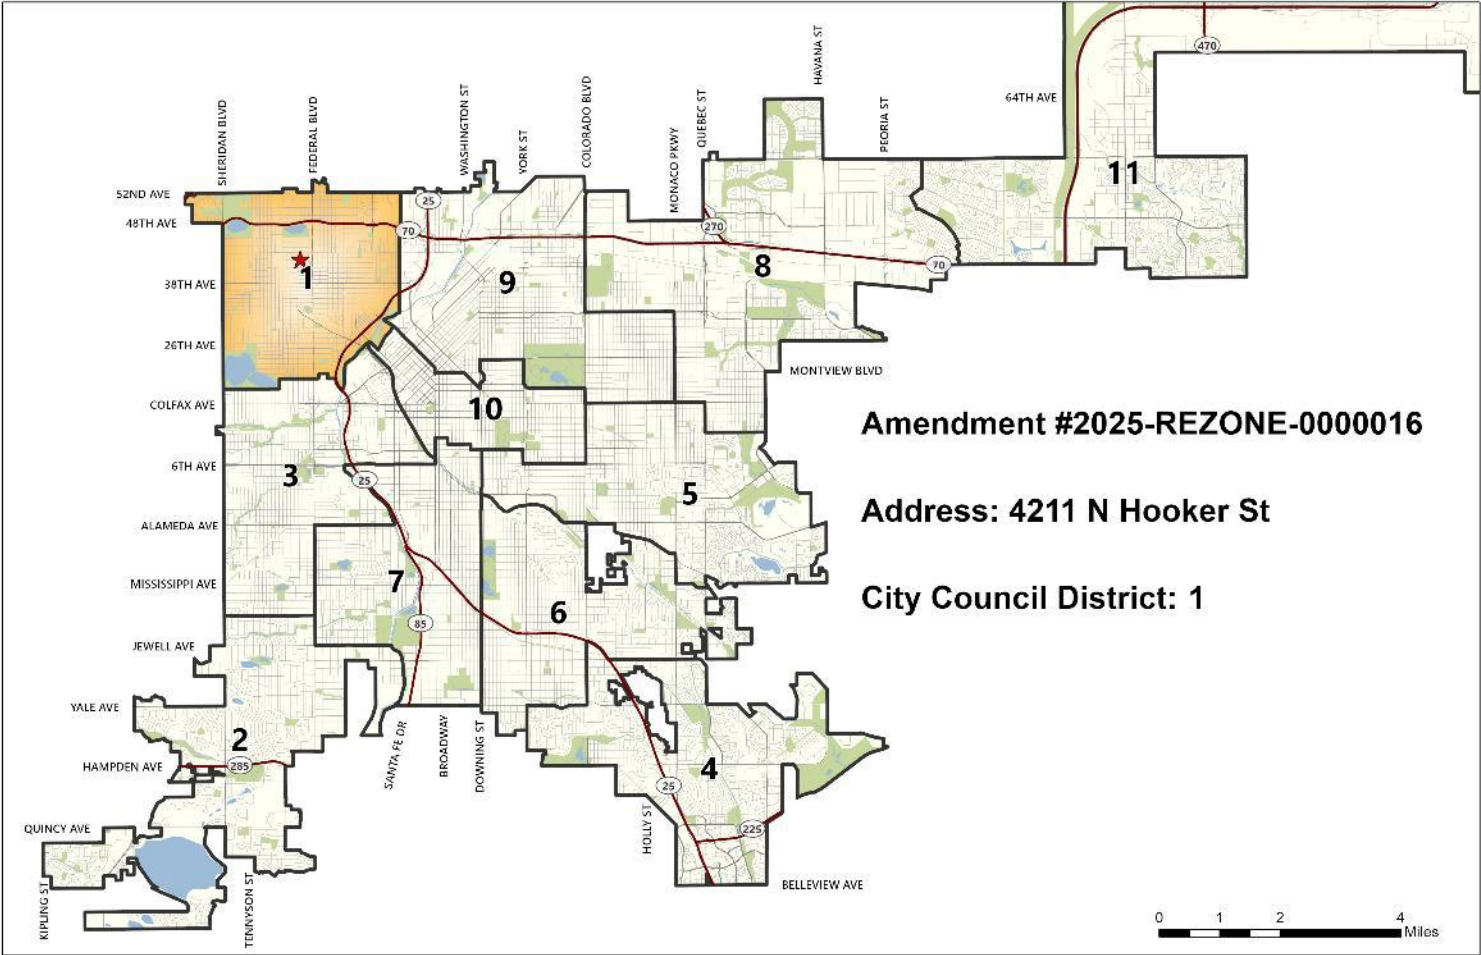 HAVANA ST
470
64TH AVE
SHERIDAN BLVD
FEDERAL BLVD
WASHINGTON ST
YORK ST
COLORADO BLVD
MONACO PKWY
QUEBEC ST
PEORIA ST
11
52ND AVE
25
48TH AVE
70
270
8
70
1
9
38TH AVE
26TH AVE
MONTVIEW BLVD
COLFAX AVE
10
Amendment #2025-REZONE-0000016
6TH AVE
3
25
5
Address: 4211 N Hooker St
ALAMEDA AVE
7
MISSISSIPPI AVE
City Council District: 1
6
85
JEWELL AVE
YALE AVE
2
SANTA FE DR
BROADWAY
DOWNING ST
HAMPDEN AVE
285
4
25
HOLLY ST
225
QUINCY AVE
BELLEVIEW AVE
KIPLING ST
TENNYSON ST
0 1 2 4
Miles